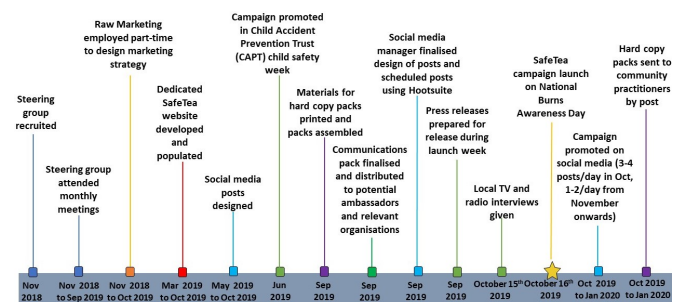 Steering
group
recruited
Steering group
attended
monthly
meetings
Raw Marketing
employed part-time
to design marketing
strategy
Dedicated
SafeTea
website
developed
and
populated
Social media
posts
designed
Campaign promoted
in Child Accident
Prevention Trust
(CAPT) child safety
week
Materials for
hard copy packs
printed and
packs assembled
Communications
pack finalised
and distributed
to potential
ambassadors
and relevant
organisations
Social media
manager finalised
design of posts and
scheduled posts
using Hootsuite
Press releases
prepared for
release during
launch week
Local TV and
radio interviews
given
SafeTea
campaign launch
on National
Burns
Awareness Day
Campaign
promoted on
social media (3-4
posts/day in Oct,
1-2/day from
November
onwards)
Hard copy
packs sent to
community
practitioners
by post
Nov
2018
Nov 2018
to Sep 2019
Nov 2018
to Oct 2019
Mar 2019
to Oct 2019
May 2019
to Oct 2019
Jun
2019
Sep
2019
Sep
2019
Sep
2019
Sep
2019
October 15th
2019
October 16th
2019
Oct 2019
to Jan 2020
Oct 2019
to Jan 2020